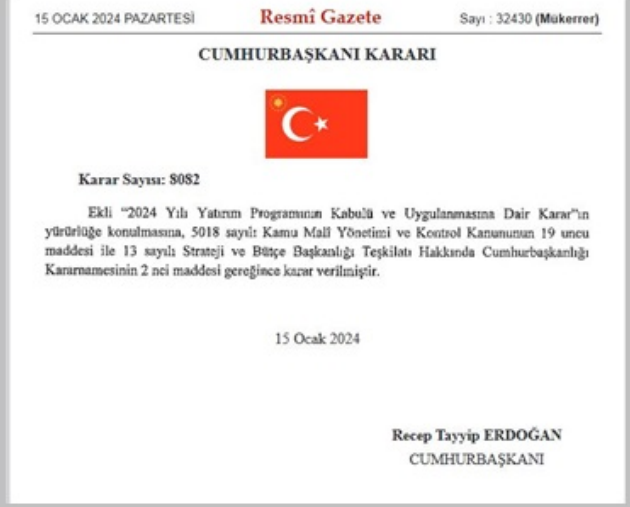 15 OCAK 2024 PAZARTESİ
Resmî Gazete
Sayı : 32430 (Mükerrer)
CUMHURBAŞKANI KARARI
Karar Sayısı: 8082
Ekli “2024 Yılı Yatırım Programının Kabulü ve Uygulanmasına Dair Karar”ın
yürürlüğe konulmasına, 5018 sayılı Kamu Malî Yönetimi ve Kontrol Kanununun 19 uncu
maddesi ile 13 sayılı Strateji ve Bütçe Başkanlığı Teşkilatı Hakkında Cumhurbaşkanlığı
Kararnamesinin 2 nci maddesi gereğince karar verilmiştir.
15 Ocak 2024
Recep Tayyip ERDOĞAN
CUMHURBAŞKANI